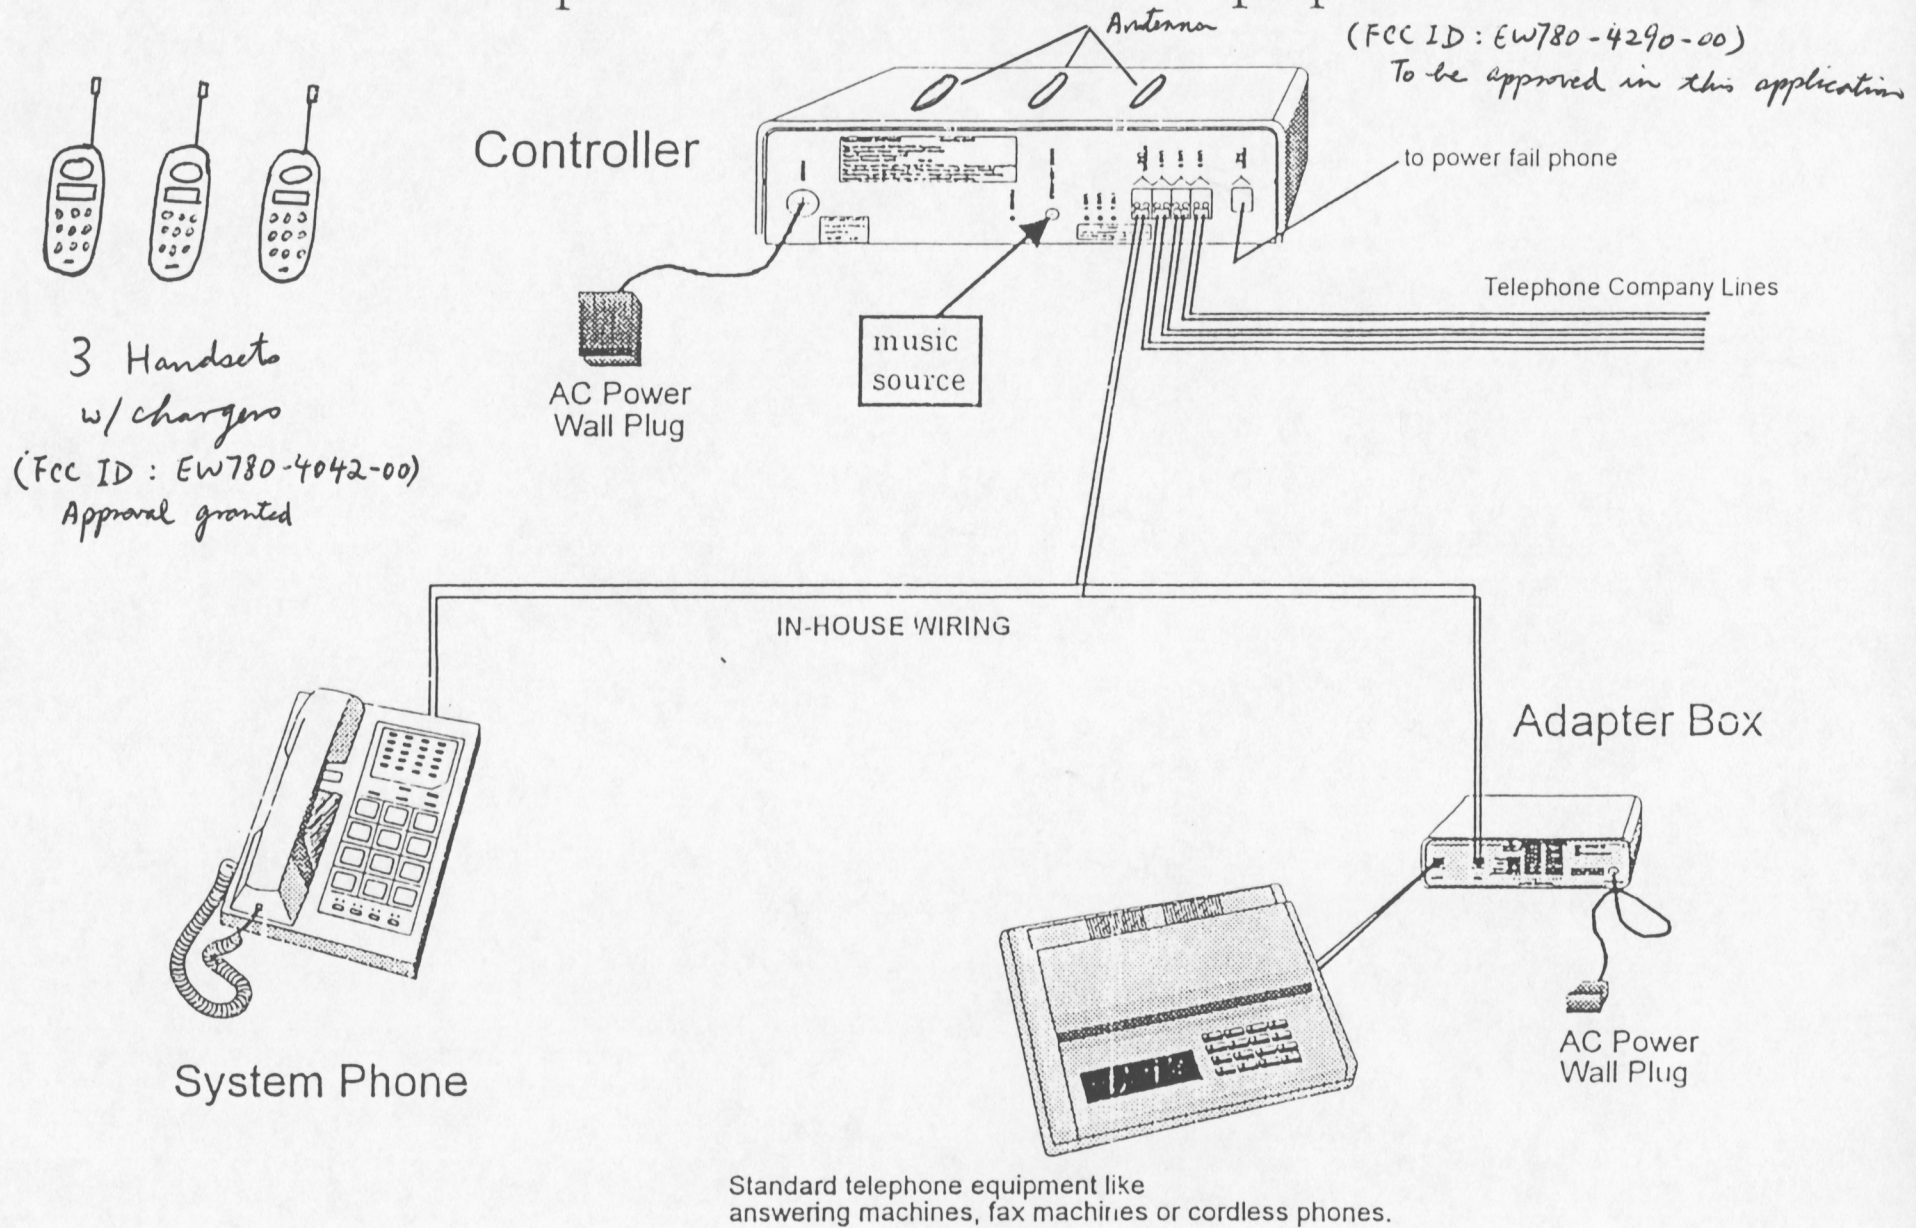 Antenna
(FCC ID : EW780-4290-00)
To be approved in this application
Controller
to power fail phone
Telephone Company Lines
music
source
AC Power
Wall Plug
3 Handsets
w/ chargers
(FCC ID : EW780-4042-00)
Approval granted
IN-HOUSE WIRING
Adapter Box
System Phone
AC Power
Wall Plug
Standard telephone equipment like
answering machines, fax machines or cordless phones.